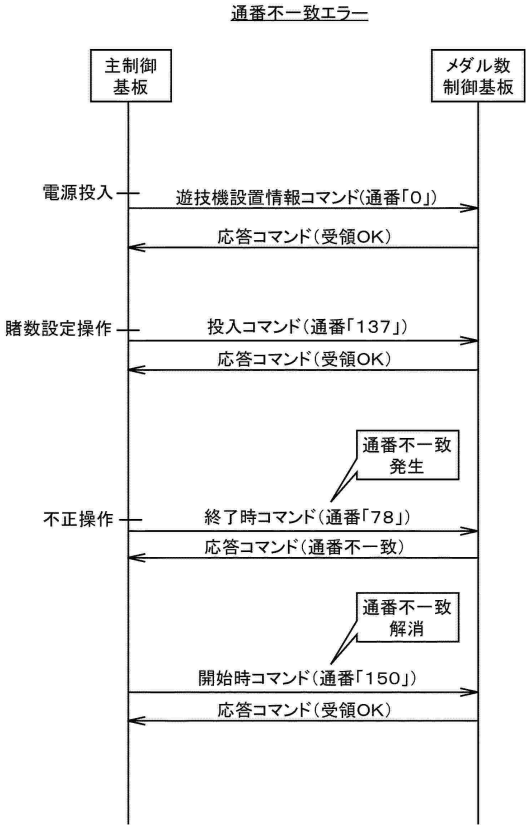 通番不一致エラー
主制御
基板
メダル数
制御基板
電源投入
遊技機設置情報コマンド(通番「0」)
応答コマンド(受領OK)
賭数設定操作
投入コマンド(通番「137」)
応答コマンド(受領OK)
通番不一致
発生
不正操作
終了時コマンド(通番「78」)
応答コマンド(通番不一致)
通番不一致
解消
開始時コマンド(通番「150」)
応答コマンド(受領OK)